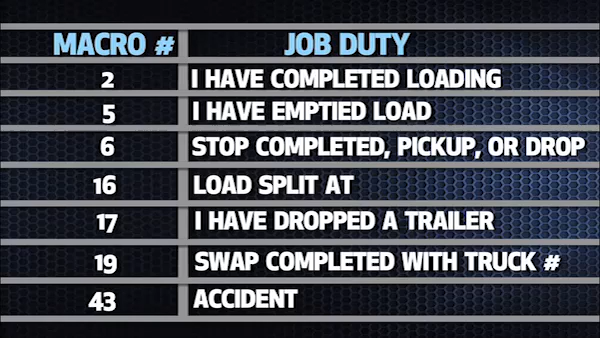 MACRO # JOB DUTY
2 I HAVE COMPLETED LOADING
5 I HAVE EMPTIED LOAD
6 STOP COMPLETED, PICKUP, OR DROP
16 LOAD SPLIT AT
17 I HAVE DROPPED A TRAILER
19 SWAP COMPLETED WITH TRUCK #
43 ACCIDENT